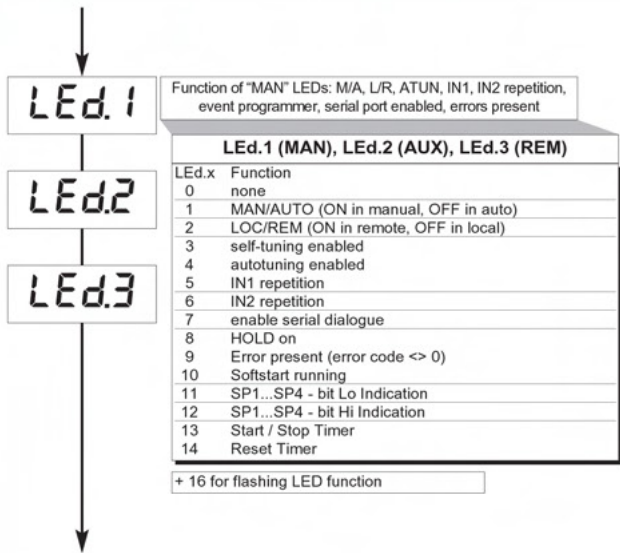 LEd.1
Function of "MAN" LEDs: M/A, L/R, ATUN, IN1, IN2 repetition,
event programmer, serial port enabled, errors present
LEd.1 (MAN), LEd.2 (AUX), LEd.3 (REM)
LEd.x Function
0 none
1 MAN/AUTO (ON in manual, OFF in auto)
2 LOC/REM (ON in remote, OFF in local)
3 self-tuning enabled
4 autotuning enabled
5 IN1 repetition
6 IN2 repetition
7 enable serial dialogue
8 HOLD on
9 Error present (error code <> 0)
10 Softstart running
11 SP1...SP4 - bit Lo Indication
12 SP1...SP4 - bit Hi Indication
13 Start / Stop Timer
14 Reset Timer
+ 16 for flashing LED function
LEd.2
LEd.3